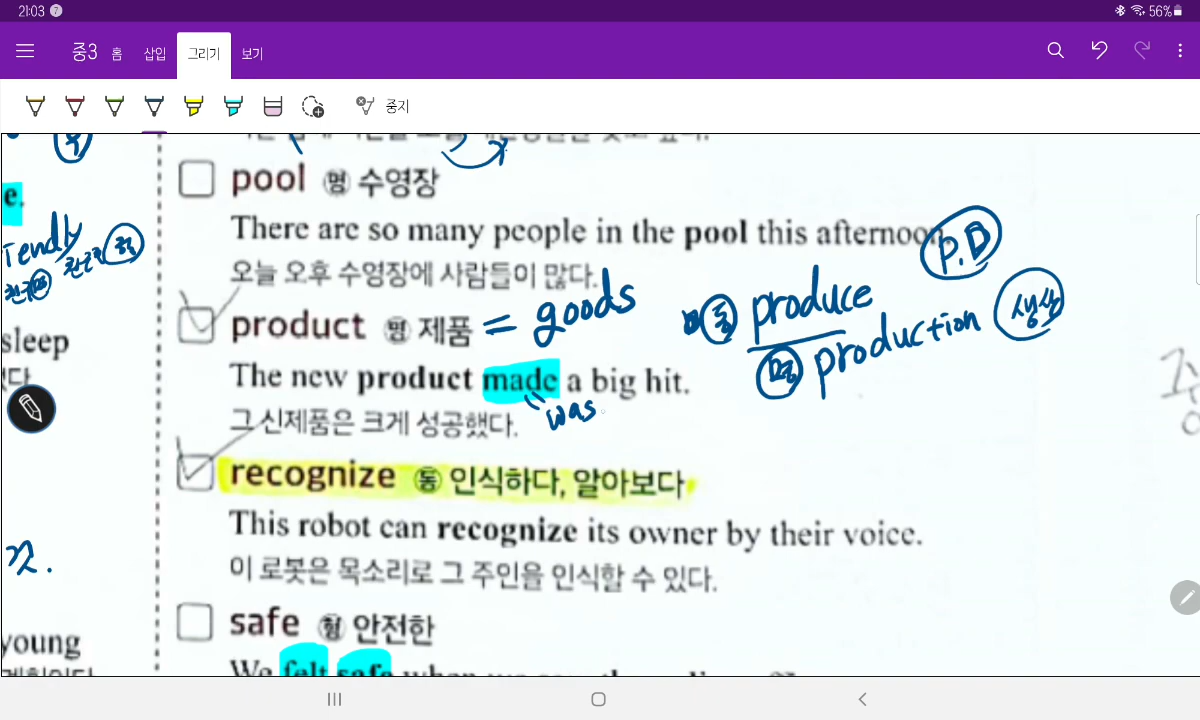 21:03 7 56%
중3 홈 삽입 그리기 보기
중지
pool 명 수영장
e.
There are so many people in the pool this afternoon.
P.D
오늘 오후 수영장에 사람들이 많다.
product 명 제품 = goods
동 produce
명 production 생산
sleep
The new product made a big hit.
was
그 신제품은 크게 성공했다.
recognize 동 인식하다, 알아보다
This robot can recognize its owner by their voice.
이 로봇은 목소리로 그 주인을 인식할 수 있다.
safe 형 안전한
young
We felt safe